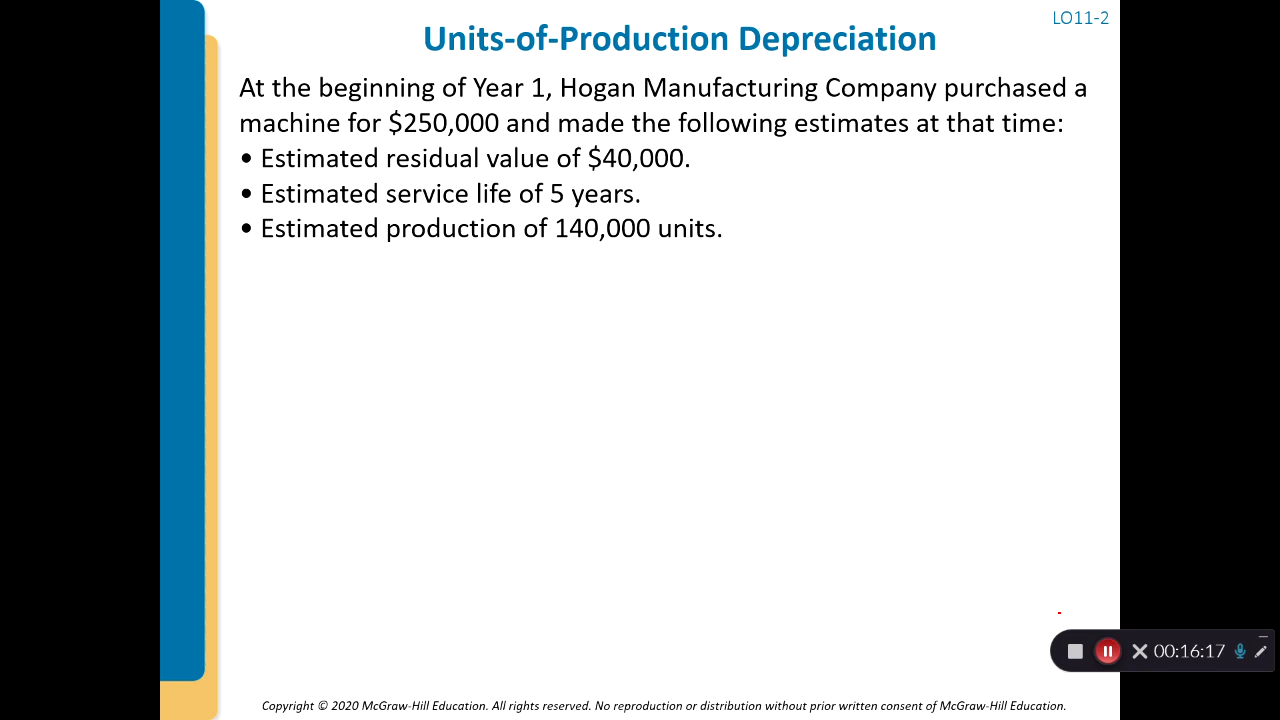 LO11-2
Units-of-Production Depreciation
At the beginning of Year 1, Hogan Manufacturing Company purchased a
machine for $250,000 and made the following estimates at that time:
• Estimated residual value of $40,000.
• Estimated service life of 5 years.
• Estimated production of 140,000 units.
00:16:17
Copyright © 2020 McGraw-Hill Education. All rights reserved. No reproduction or distribution without prior written consent of McGraw-Hill Education.